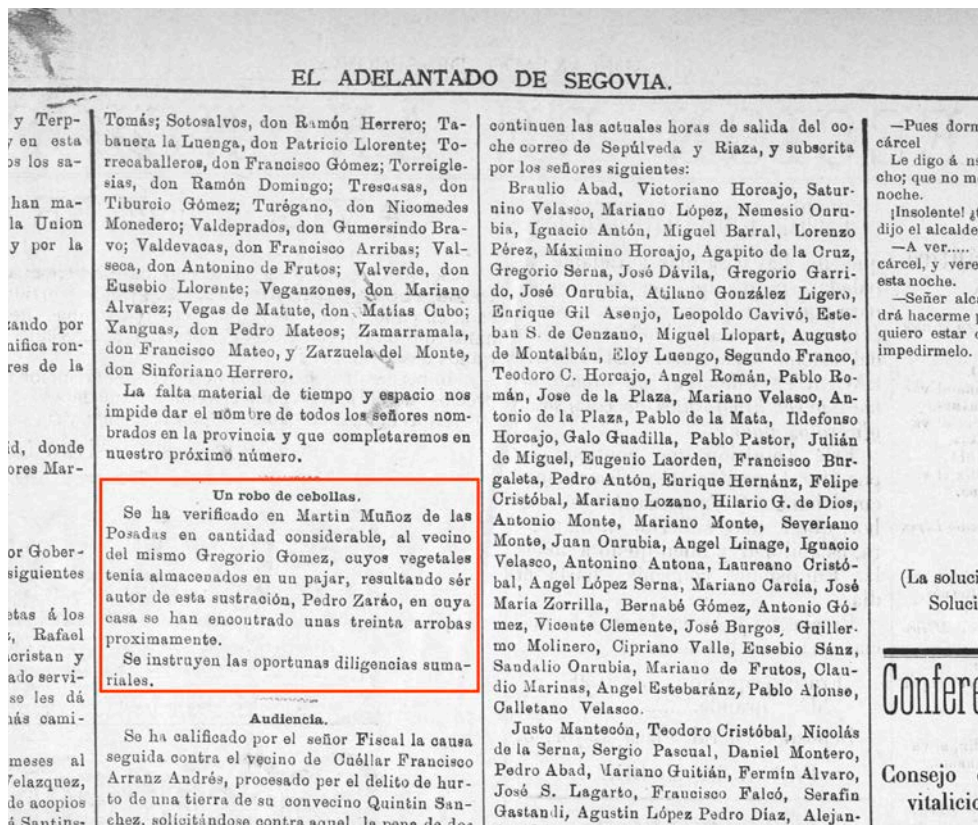 EL ADELANTADO DE SEGOVIA.
y Terp-
y en esta
os los sa-
han ma-
la Union
y por la
zando por
nifica ron-
res de la
id, donde
ores Mar-
or Gober-
siguientes
etas á los
Rafael
cristan y
ado servi-
se les dá
más cami-
meses al
Velazquez,
de acopios
Tomás; Sotosalvos, don Ramón Herrero; Ta-
banera la Luenga, don Patricio Llorente; To-
rrecaballeros, don Francisco Gómez; Torreigle-
sias, don Ramón Domingo; Trescasas, don
Tiburcio Gómez; Turégano, don Nicomedes
Monedero; Valdeprados, don Gumersindo Bra-
vo; Valdevacas, don Francisco Arribas; Val-
seca, don Antonino de Frutos; Valverde, don
Eusebio Llorente; Veganzones, don Mariano
Alvarez; Vegas de Matute, don Matías Cubo;
Yanguas, don Pedro Mateos; Zamarramala,
don Francisco Mateo, y Zarzuela del Monte,
don Sinforiano Herrero.
La falta material de tiempo y espacio nos
impide dar el nombre de todos los señores nom-
brados en la provincia y que completaremos en
nuestro próximo número.
Un robo de cebollas.
Se ha verificado en Martin Muñoz de las
Posadas en cantidad considerable, al vecino
del mismo Gregorio Gomez, cuyos vegetales
tenía almacenados en un pajar, resultando sér
autor de esta sustración, Pedro Zaráo, en cuya
casa se han encoutrado unas treinta arrobas
proximamente.
Se instruyen las oportunas diligencias suma-
riales.
Audiencia.
Se ha calificado por el señor Fiscal la causa
seguida contra el vecino de Cuéllar Francisco
Arranz Andrés, procesado por el delito de hur-
to de una tierra de su convecino Quintin San-
chez, solicitándose contra aquel, la pena de dos
continuen las actuales horas de salida del co-
che correo de Sepúlveda y Riaza, y subscrita
por los señores siguientes:
Braulio Abad, Victoriano Horcajo, Satur-
nino Velasco, Mariano López, Nemesio Onru-
bia, Ignacio Antón, Miguel Barral, Lorenzo
Pérez, Máximino Horcajo, Agapito de la Cruz,
Gregorio Serna, José Dávila, Gregorio Garri-
do, José Onrubia, Atilano González Ligero,
Enrique Gil Asenjo, Leopoldo Cavivó, Este-
ban S. de Cenzano, Miguel Llopart, Augusto
de Montalbán, Eloy Luengo, Segundo Franco,
Teodoro C. Horcajo, Angel Román, Pablo Ro-
mán, Jose de la Plaza, Mariano Velasco, An-
tonio de la Plaza, Pablo de la Mata, Ildefonso
Horcajo, Galo Guadilla, Pablo Pastor, Julián
de Miguel, Eugenio Laorden, Francisco Bur-
galeta, Pedro Antón, Enrique Hernánz, Felipe
Cristóbal, Mariano Lozano, Hilario G. de Dios,
Antonio Monte, Mariano Monte, Severiano
Monte, Juan Onrubia, Angel Linage, Ignacio
Velasco, Antonino Antona, Laureano Cristó-
bal, Angel López Serna, Mariano García, José
María Zorrilla, Bernabé Gómez, Antonio Gó-
mez, Vicente Clemente, José Burgos, Guiller-
mo Molinero, Cipriano Valle, Eusebio Sánz,
Sandalio Onrubia, Mariano de Frutos, Clau-
dio Marinas, Angel Estebaránz, Pablo Alonse,
Calletano Velasco.
Justo Mantecón, Teodoro Cristóbal, Nicolás
de la Serna, Sergio Pascual, Daniel Montero,
Pedro Abad, Mariano Guitián, Fermín Alvaro,
José S. Lagarto, Francisco Falcó, Serafín
Gastandi, Agustín López Pedro Díaz, Alejan-
—Pues dorm
cárcel
Le digo á us
cho; que no m
noche.
¡Insolente!
dijo el alcalde
—A ver.....
cárcel, y vere
esta noche.
—Señer alca
drá hacerme p
quiero estar e
impedírmelo.
(La soluci
Soluci
Confere
Consejo
vitalicio